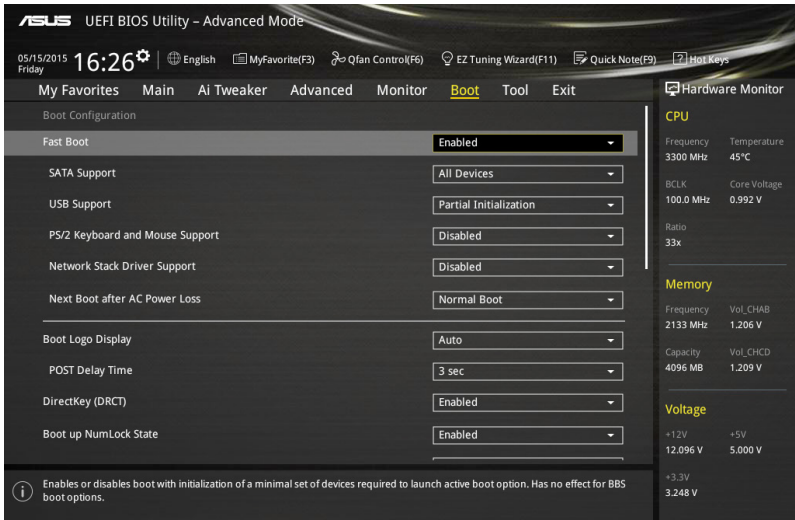 ASUS UEFI BIOS Utility – Advanced Mode
05/15/2015
Friday
16:26
English
MyFavorite(F3)
Qfan Control(F6)
EZ Tuning Wizard(F11)
Quick Note(F9)
Hot Keys
My Favorites
Main
Ai Tweaker
Advanced
Monitor
Boot
Tool
Exit
Boot Configuration
Fast Boot Enabled
SATA Support All Devices
USB Support Partial Initialization
PS/2 Keyboard and Mouse Support Disabled
Network Stack Driver Support Disabled
Next Boot after AC Power Loss Normal Boot
Boot Logo Display Auto
POST Delay Time 3 sec
DirectKey (DRCT) Enabled
Boot up NumLock State Enabled
Enables or disables boot with initialization of a minimal set of devices required to launch active boot option. Has no effect for BBS
boot options.
Hardware Monitor
CPU
Frequency Temperature
3300 MHz 45°C
BCLK Core Voltage
100.0 MHz 0.992 V
Ratio
33x
Memory
Frequency Vol_CHAB
2133 MHz 1.206 V
Capacity Vol_CHCD
4096 MB 1.209 V
Voltage
+12V +5V
12.096 V 5.000 V
+3.3V
3.248 V